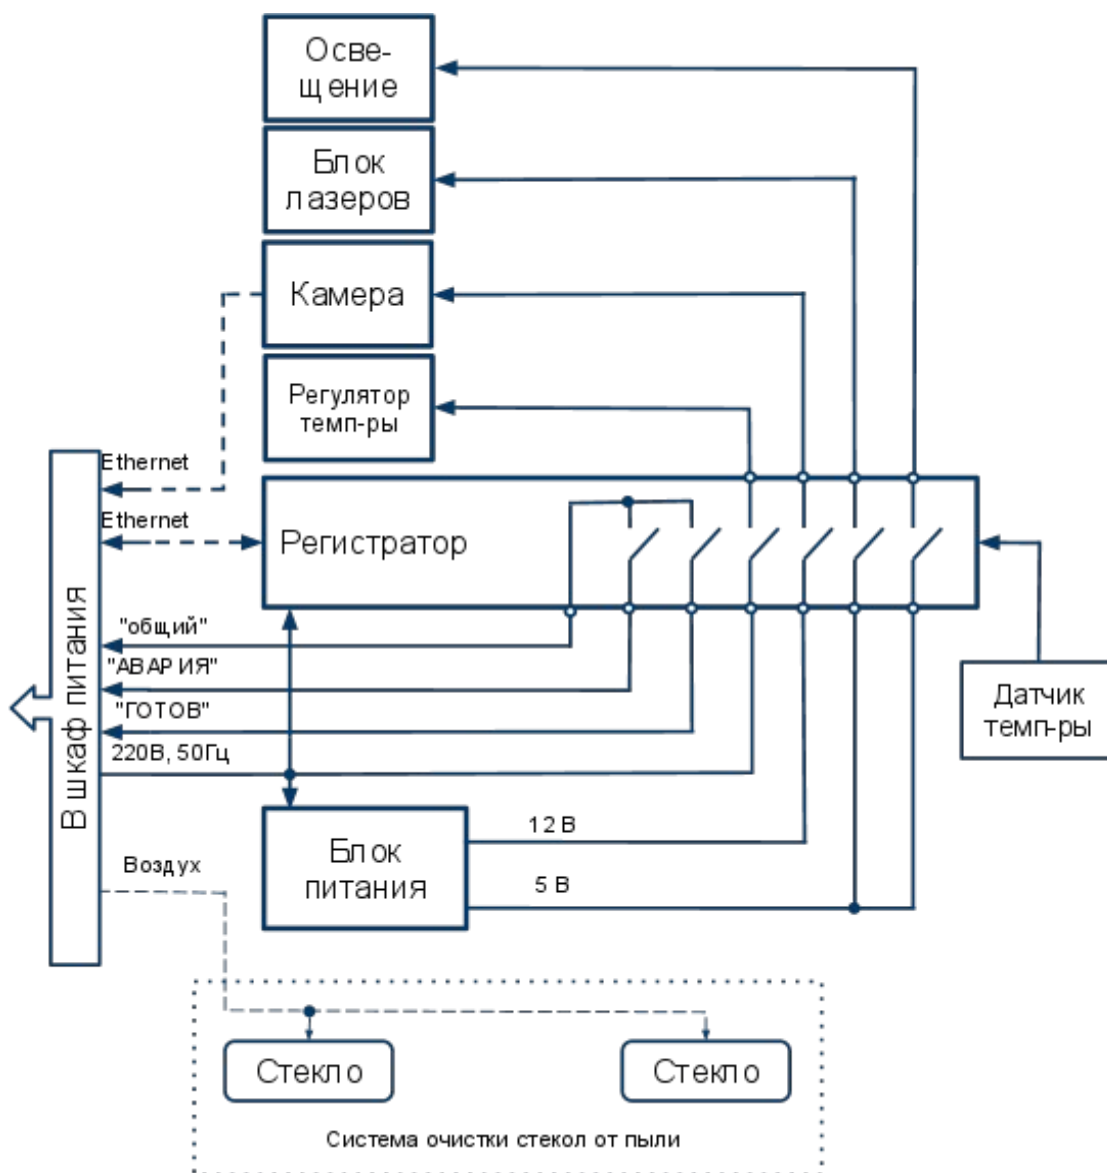 Осве-
щение
Блок
лазеров
Камера
Регулятор
темп-ры
Ethernet
Ethernet
Регистратор
"общий"
"АВАРИЯ"
"ГОТОВ"
220В, 50Гц
В шкаф питания
Датчик
темп-ры
Блок
питания
12 В
5 В
Воздух
Стекло
Стекло
Система очистки стекол от пыли